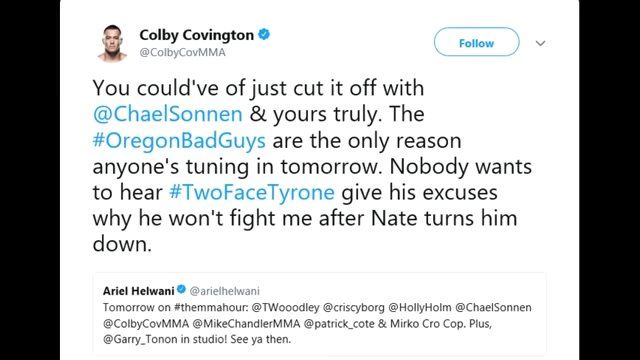 Colby Covington
@ColbyCovMMA
Follow
You could've of just cut it off with
@ChaelSonnen & yours truly. The
#OregonBadGuys are the only reason
anyone's tuning in tomorrow. Nobody wants
to hear #TwoFaceTyrone give his excuses
why he won't fight me after Nate turns him
down.
Ariel Helwani @arielhelwani
Tomorrow on #themmahour: @TWooodley @criscyborg @HollyHolm @ChaelSonnen
@ColbyCovMMA @MikeChandlerMMA @patrick_cote & Mirko Cro Cop. Plus,
@Garry_Tonon in studio! See ya then.